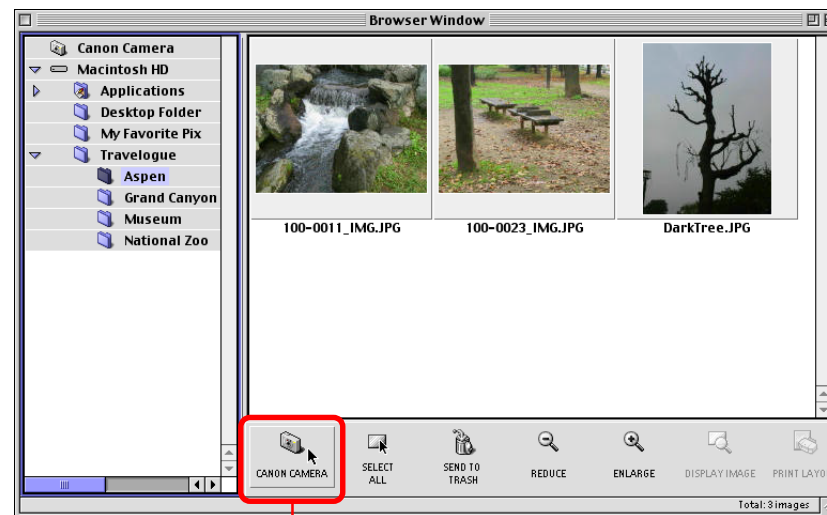 Browser Window
Canon Camera
Macintosh HD
Applications
Desktop Folder
My Favorite Pix
Travelogue
Aspen
Grand Canyon
Museum
National Zoo
100-0011_IMG.JPG
100-0023_IMG.JPG
DarkTree.JPG
CANON CAMERA
SELECT
ALL
SEND TO
TRASH
REDUCE
ENLARGE
DISPLAY IMAGE
PRINT LAYO
Total: 3 images